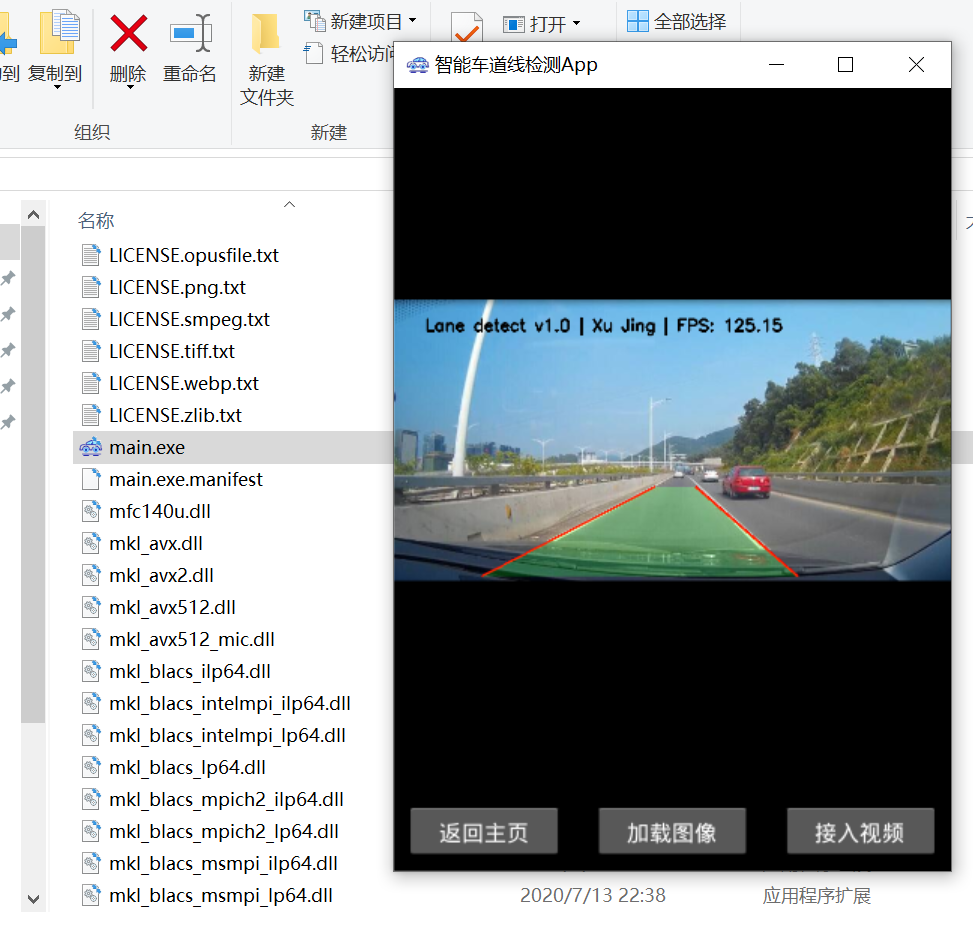 复制到
删除
重命名
新建
文件夹
新建项目
轻松访问
打开
全部选择
组织
新建
智能车道线检测App
Lane detect v1.0 | Xu Jing | FPS: 125.15
返回主页
加载图像
接入视频
名称
LICENSE.opusfile.txt
LICENSE.png.txt
LICENSE.smpeg.txt
LICENSE.tiff.txt
LICENSE.webp.txt
LICENSE.zlib.txt
main.exe
main.exe.manifest
mfc140u.dll
mkl_avx.dll
mkl_avx2.dll
mkl_avx512.dll
mkl_avx512_mic.dll
mkl_blacs_ilp64.dll
mkl_blacs_intelmpi_ilp64.dll
mkl_blacs_intelmpi_lp64.dll
mkl_blacs_lp64.dll
mkl_blacs_mpich2_ilp64.dll
mkl_blacs_mpich2_lp64.dll
mkl_blacs_msmpi_ilp64.dll
mkl_blacs_msmpi_lp64.dll
2020/7/13 22:38
应用程序扩展